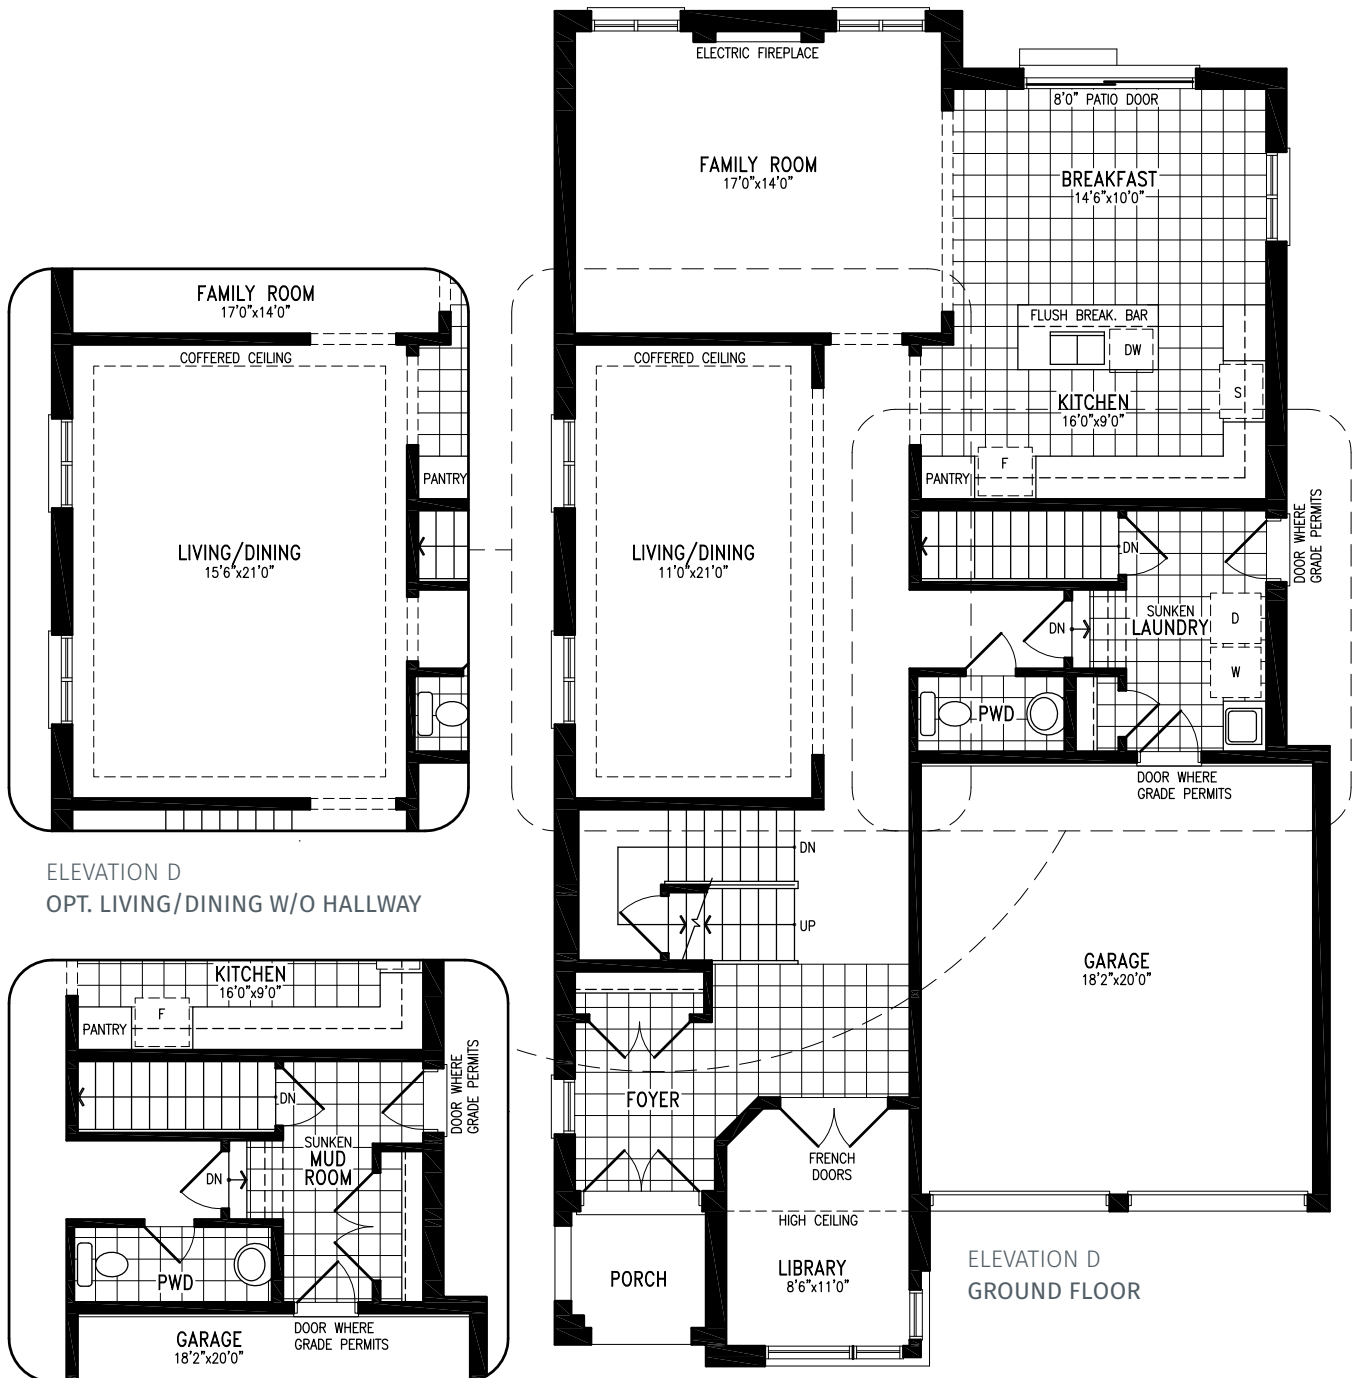 ELECTRIC FIREPLACE
8'0" PATIO DOOR
FAMILY ROOM
17'0"x14'0"
BREAKFAST
14'6"x10'0"
FLUSH BREAK. BAR
DW
S
KITCHEN
16'0"x9'0"
F
PANTRY
COFFERED CEILING
LIVING/DINING
11'0"x21'0"
DN
DOOR WHERE
GRADE PERMITS
DN
SUNKEN
LAUNDRY
D
W
PWD
DOOR WHERE
GRADE PERMITS
DN
UP
GARAGE
18'2"x20'0"
FOYER
FRENCH
DOORS
HIGH CEILING
LIBRARY
8'6"x11'0"
PORCH
ELEVATION D
GROUND FLOOR
FAMILY ROOM
17'0"x14'0"
COFFERED CEILING
PANTRY
LIVING/DINING
15'6"x21'0"
ELEVATION D
OPT. LIVING/DINING W/O HALLWAY
KITCHEN
16'0"x9'0"
F
PANTRY
DN
DOOR WHERE
GRADE PERMITS
SUNKEN
MUD
ROOM
DN
PWD
DOOR WHERE
GRADE PERMITS
GARAGE
18'2"x20'0"